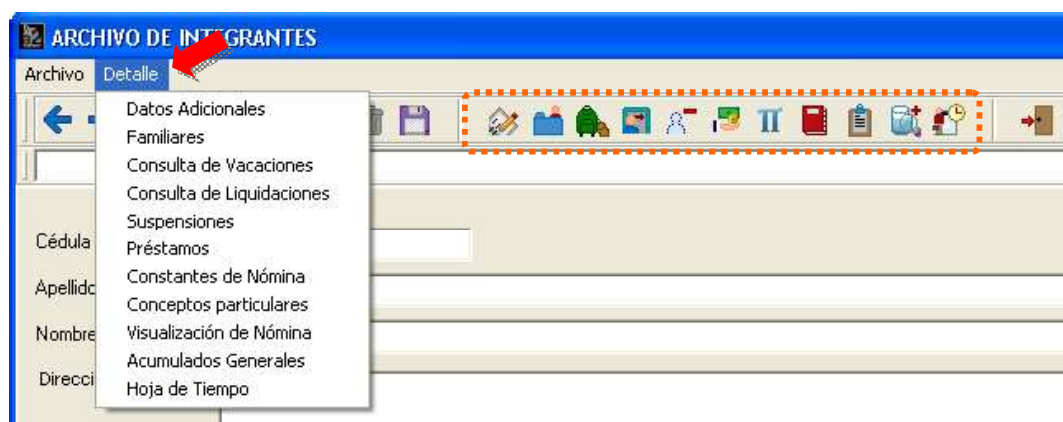 ARCHIVO DE INTEGRANTES
Archivo Detalle
Datos Adicionales
Familiares
Consulta de Vacaciones
Consulta de Liquidaciones
Suspensiones
Préstamos
Constantes de Nómina
Conceptos particulares
Visualización de Nómina
Acumulados Generales
Hoja de Tiempo
Cédula
Apellido
Nombre
Direcci